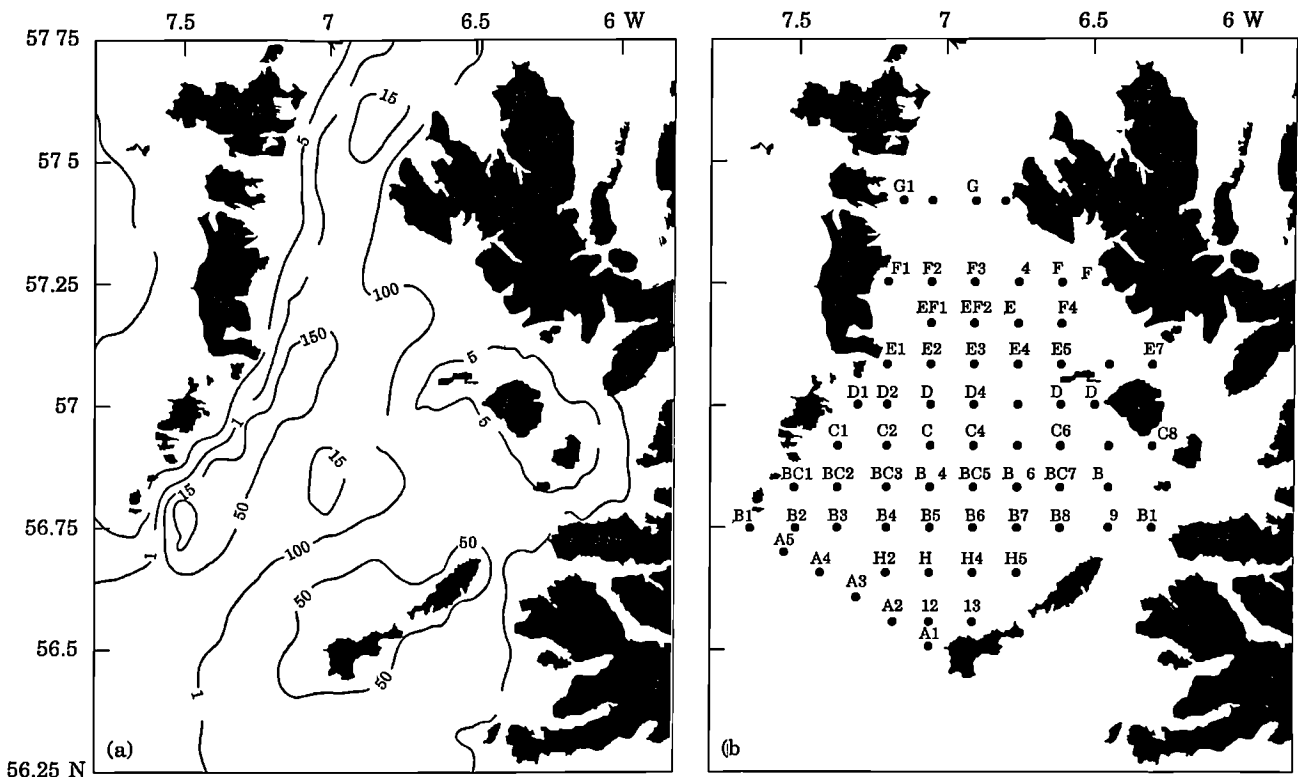 7.5 7 6.5 6 W
7.5 7 6.5 6 W
57 75
57.5
57.25
57
56.75
56.5
56.25 N
15
5
100
150
5
5
1
15
15
50
1
100
50
50
1
50
(a)
G1 G
F1 F2 F3 4 F F
EF1 EF2 E F4
E1 E2 E3 E4 E5 E7
D1 D2 D D4 D D
C1 C2 C C4 C6 C8
BC1 BC2 BC3 B 4 BC5 B 6 BC7 B
B1 B2 B3 B4 B5 B6 B7 B8 9 B1
A5
A4 H2 H H4 H5
A3
A2 12 13
A1
(b